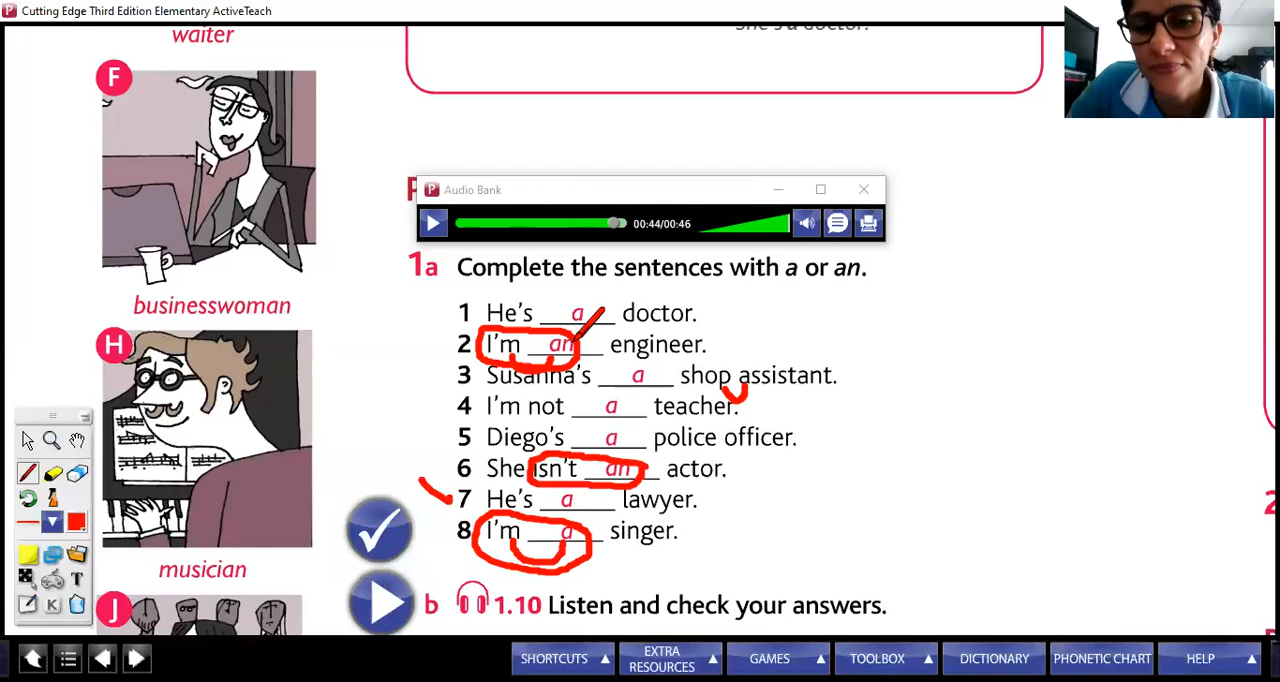 Cutting Edge Third Edition Elementary ActiveTeach
waiter
She's a doctor.
F
businesswoman
H
musician
J
Audio Bank
00:44/00:46
1a Complete the sentences with a or an.
1 He's a doctor.
2 I'm an engineer.
3 Susanna's a shop assistant.
4 I'm not a teacher.
5 Diego's a police officer.
6 She isn't an actor.
7 He's a lawyer.
8 I'm a singer.
b 1.10 Listen and check your answers.
T
K
SHORTCUTS
EXTRA RESOURCES
GAMES
TOOLBOX
DICTIONARY
PHONETIC CHART
HELP